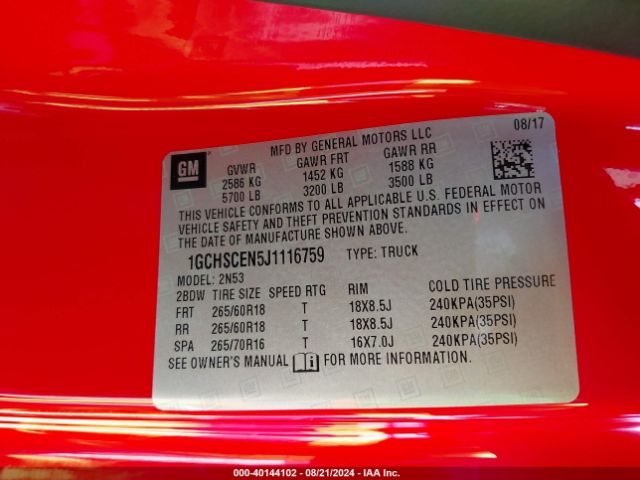 MFD BY GENERAL MOTORS LLC 08/17
GM
GVWR GAWR FRT GAWR RR
2586 KG 1452 KG 1588 KG
5700 LB 3200 LB 3500 LB
THIS VEHICLE CONFORMS TO ALL APPLICABLE U.S. FEDERAL MOTOR
VEHICLE SAFETY AND THEFT PREVENTION STANDARDS IN EFFECT ON
THE DATE OF MANUFACTURE SHOWN ABOVE.
1GCHSCEN5J1116759 TYPE: TRUCK
MODEL: 2N53
2BDW TIRE SIZE SPEED RTG RIM COLD TIRE PRESSURE
FRT 265/60R18 T 18X8.5J 240KPA(35PSI)
RR 265/60R18 T 18X8.5J 240KPA(35PSI)
SPA 265/70R16 T 16X7.0J 240KPA(35PSI)
SEE OWNER'S MANUAL FOR MORE INFORMATION.
000-40144102 - 08/21/2024 - IAA Inc.